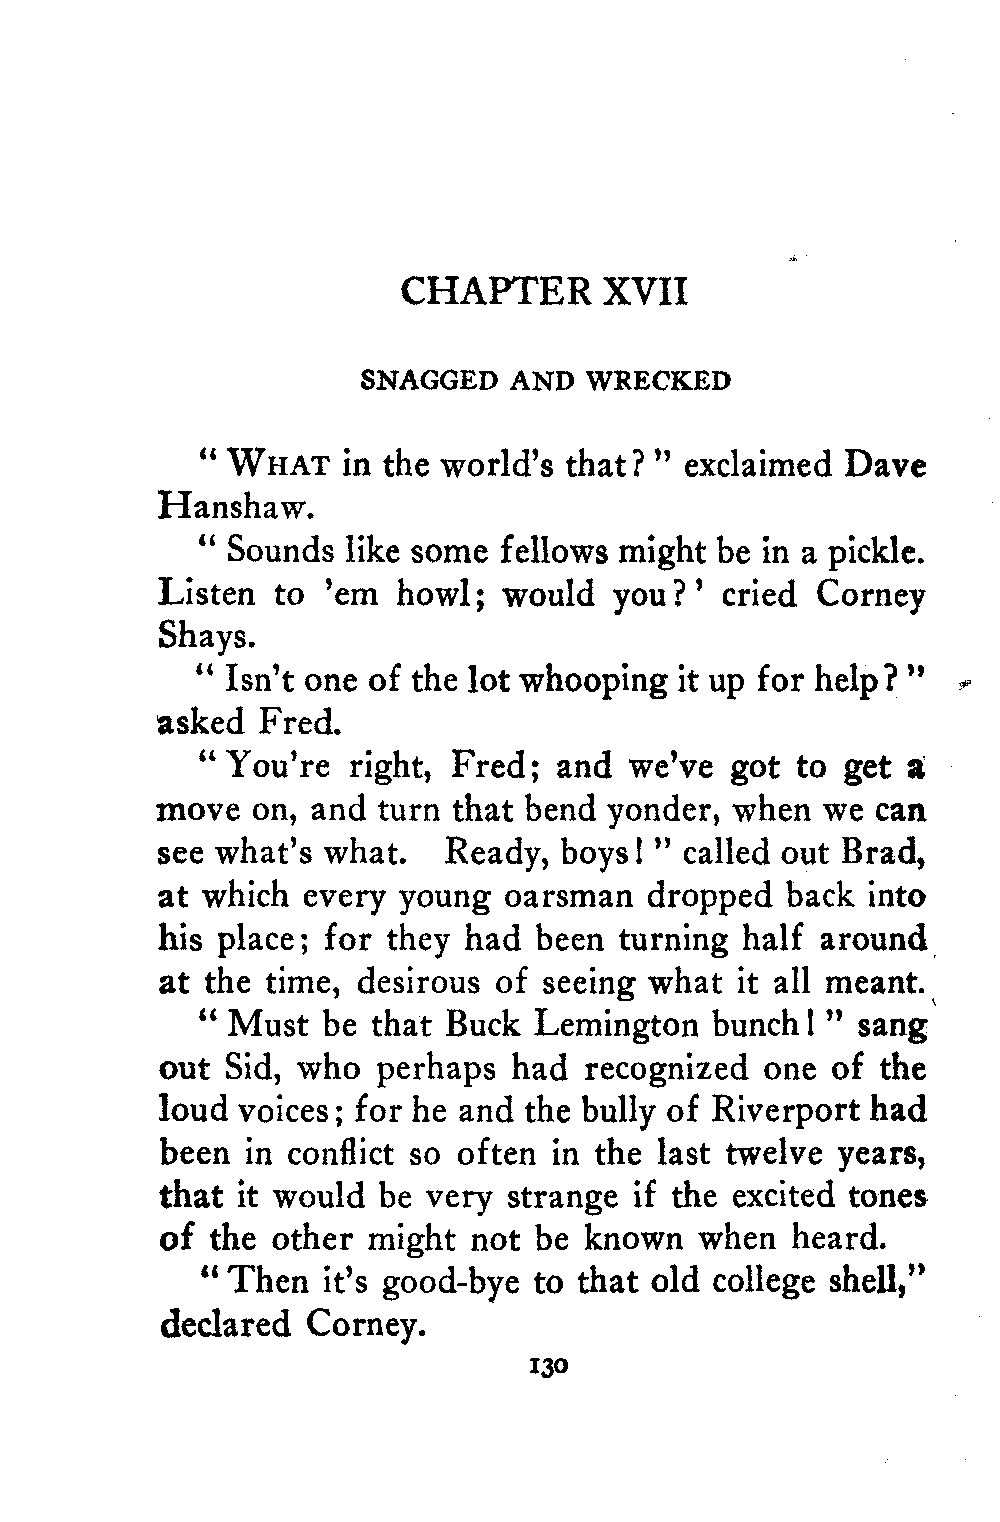 CHAPTER XVII
SNAGGED AND WRECKED
" WHAT in the world's that? " exclaimed Dave
Hanshaw.
" Sounds like some fellows might be in a pickle.
Listen to 'em howl; would you? ' cried Corney
Shays.
" Isn't one of the lot whooping it up for help? "
asked Fred.
" You're right, Fred; and we've got to get a
move on, and turn that bend yonder, when we can
see what's what. Ready, boys! " called out Brad,
at which every young oarsman dropped back into
his place; for they had been turning half around
at the time, desirous of seeing what it all meant.
" Must be that Buck Lemington bunch! " sang
out Sid, who perhaps had recognized one of the
loud voices; for he and the bully of Riverport had
been in conflict so often in the last twelve years,
that it would be very strange if the excited tones
of the other might not be known when heard.
" Then it's good-bye to that old college shell,"
declared Corney.
130